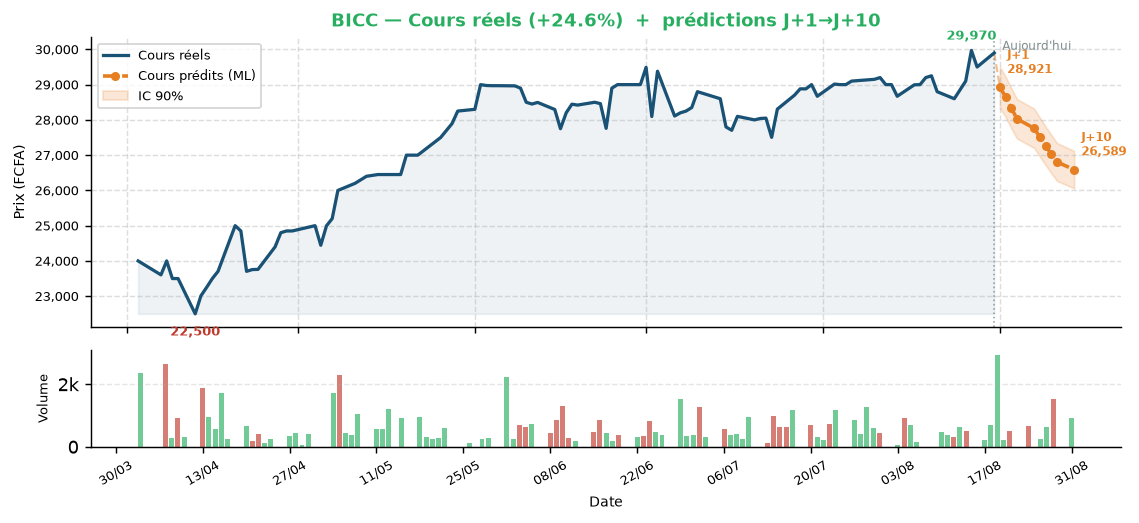 BICC — Cours réels (+24.6%)  +  prédictions J+1→J+10
Cours réels
Cours prédits (ML)
IC 90%
29,970
Aujourd'hui
J+1
28,921
J+10
26,589
22,500
Prix (FCFA)
30,000
29,000
28,000
27,000
26,000
25,000
24,000
23,000
Volume
2k
0
30/03
13/04
27/04
11/05
25/05
08/06
22/06
06/07
20/07
03/08
17/08
31/08
Date